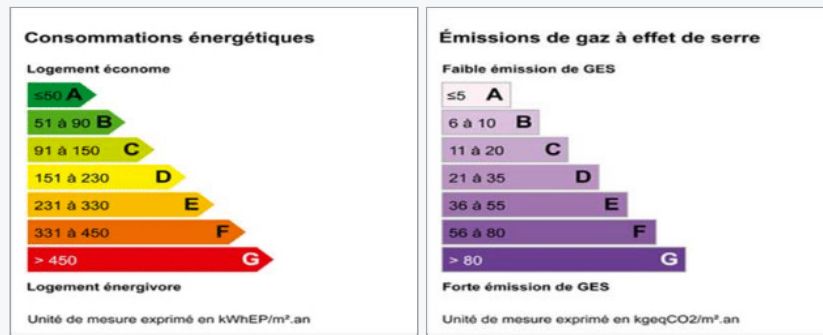 Consommations énergétiques
Logement économe
≤50 A
51 à 90 B
91 à 150 C
151 à 230 D
231 à 330 E
331 à 450 F
> 450 G
Logement énergivore
Unité de mesure exprimé en kWhEP/m².an
Émissions de gaz à effet de serre
Faible émission de GES
≤5 A
6 à 10 B
11 à 20 C
21 à 35 D
36 à 55 E
56 à 80 F
> 80 G
Forte émission de GES
Unité de mesure exprimé en kgeqCO2/m².an